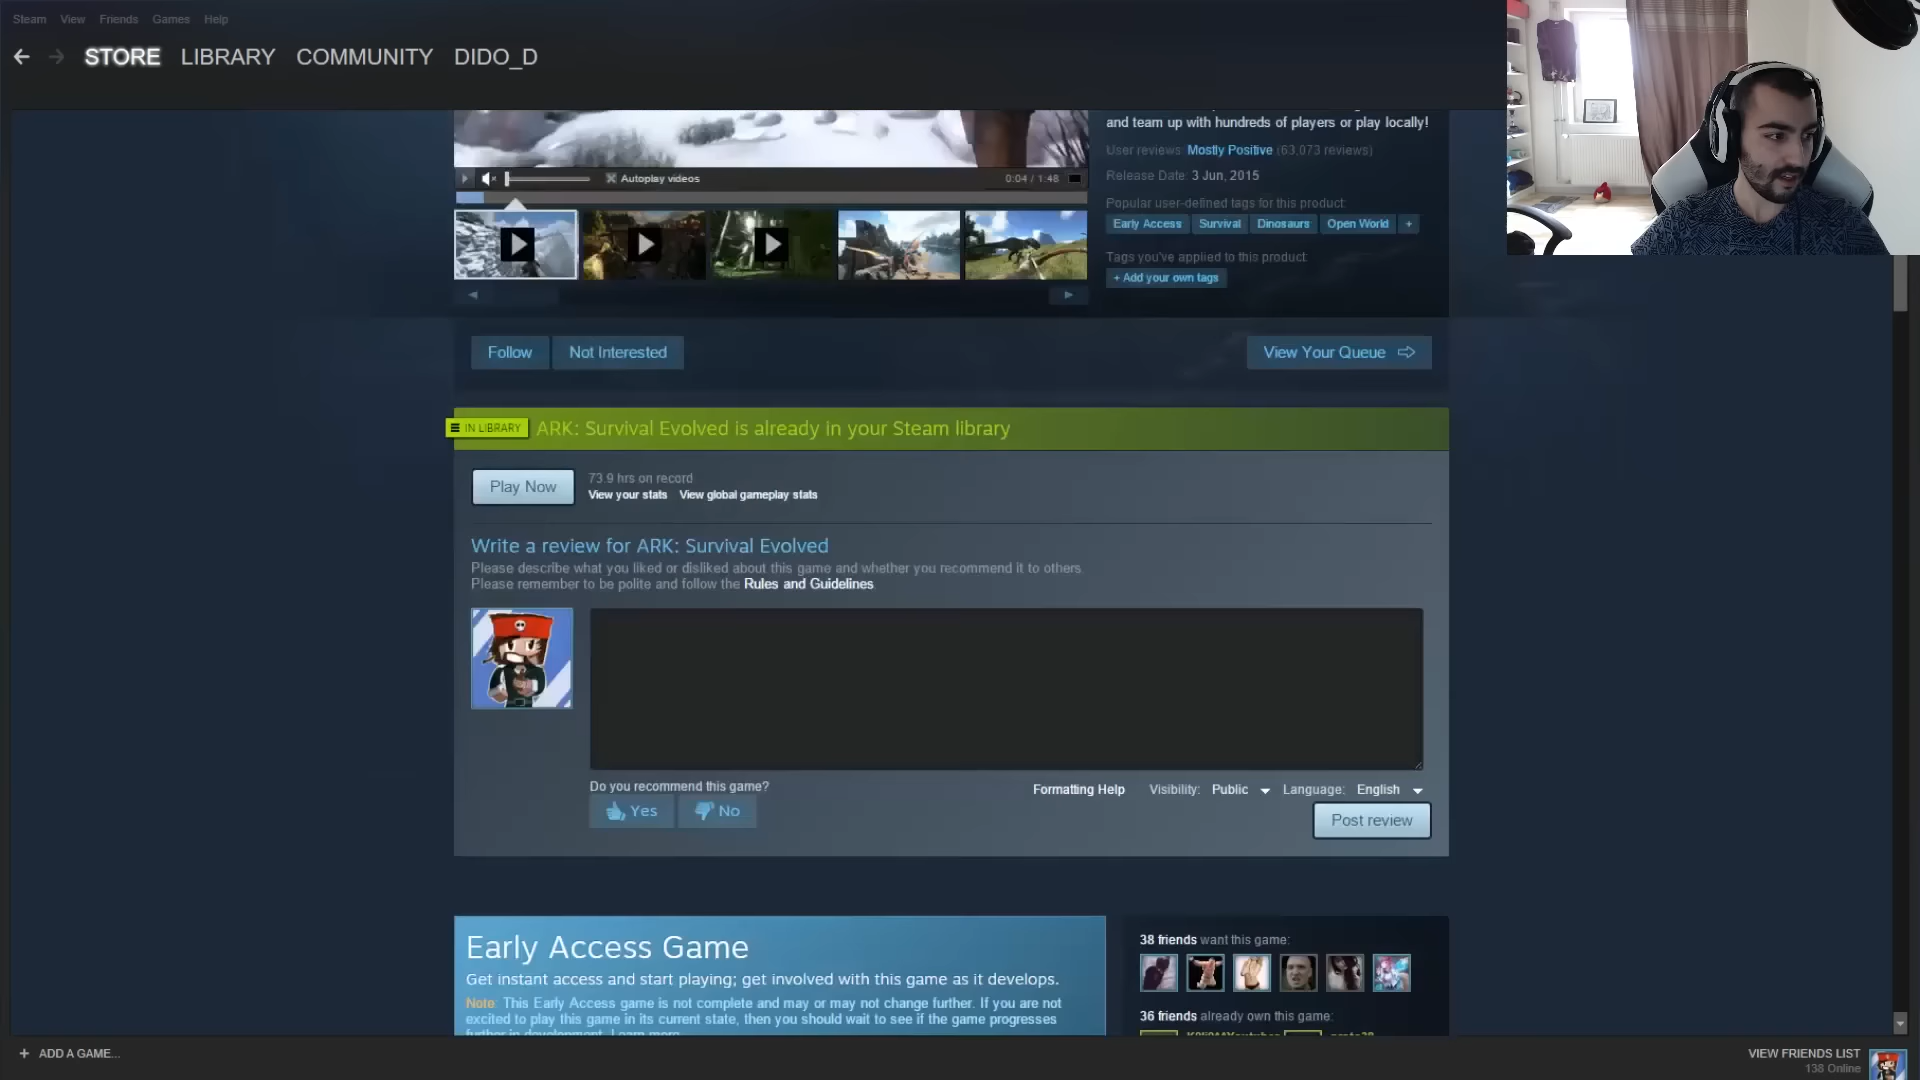 Steam View Friends Games Help
STORE LIBRARY COMMUNITY DIDO_D
and team up with hundreds of players or play locally!
User reviews: Mostly Positive (63,073 reviews)
Release Date: 3 Jun, 2015
Popular user-defined tags for this product:
Early Access Survival Dinosaurs Open World +
Tags you've applied to this product:
+ Add your own tags
Autoplay videos
0:04 / 1:48
Follow Not Interested
View Your Queue
IN LIBRARY ARK: Survival Evolved is already in your Steam library
Play Now
73.9 hrs on record
View your stats View global gameplay stats
Write a review for ARK: Survival Evolved
Please describe what you liked or disliked about this game and whether you recommend it to others.
Please remember to be polite and follow the Rules and Guidelines
Do you recommend this game?
Yes No
Formatting Help Visibility: Public Language: English
Post review
Early Access Game
Get instant access and start playing; get involved with this game as it develops.
Note: This Early Access game is not complete and may or may not change further. If you are not
excited to play this game in its current state, then you should wait to see if the game progresses
further in development. Learn more
38 friends want this game:
36 friends already own this game:
+ ADD A GAME...
VIEW FRIENDS LIST
138 Online